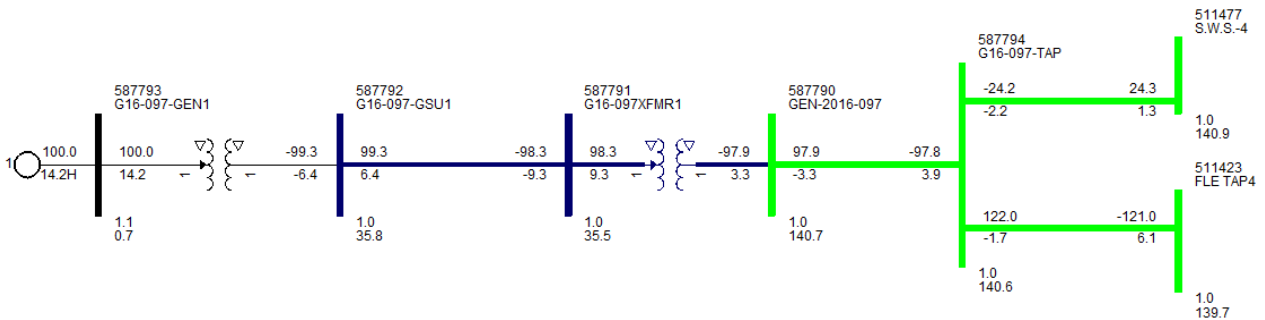 511477
S.W.S.-4
587794
G16-097-TAP
587793
G16-097-GEN1
587792
G16-097-GSU1
587791
G16-097XFMR1
587790
GEN-2016-097
-24.2 24.3
-2.2 1.3
1.0
140.9
1 100.0 100.0 -99.3 99.3 -98.3 98.3 -97.9 97.9 -97.8
14.2H 14.2 1 1 -6.4 6.4 -9.3 9.3 1 1 3.3 -3.3 3.9
511423
FLE TAP4
122.0 -121.0
-1.7 6.1
1.1
0.7
1.0
35.8
1.0
35.5
1.0
140.7
1.0
140.6
1.0
139.7